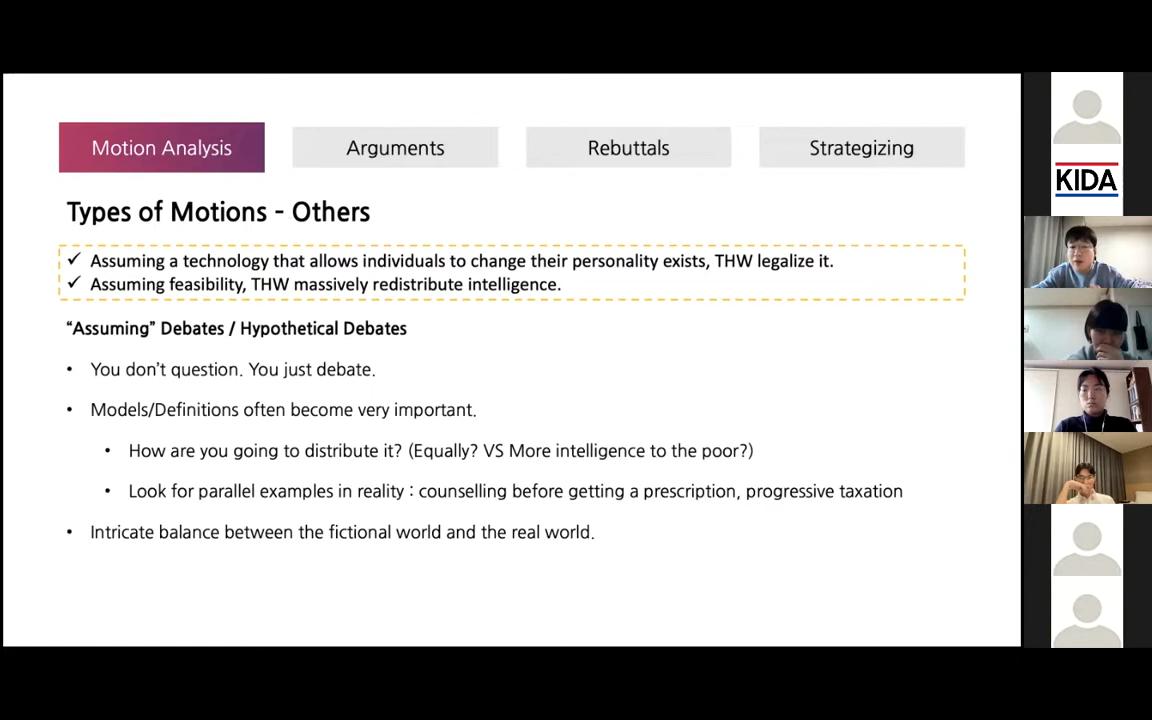 Motion Analysis
Arguments
Rebuttals
Strategizing
KIDA
Types of Motions - Others
✓ Assuming a technology that allows individuals to change their personality exists, THW legalize it.
✓ Assuming feasibility, THW massively redistribute intelligence.
“Assuming” Debates / Hypothetical Debates
• You don’t question. You just debate.
• Models/Definitions often become very important.
• How are you going to distribute it? (Equally? VS More intelligence to the poor?)
• Look for parallel examples in reality : counselling before getting a prescription, progressive taxation
• Intricate balance between the fictional world and the real world.